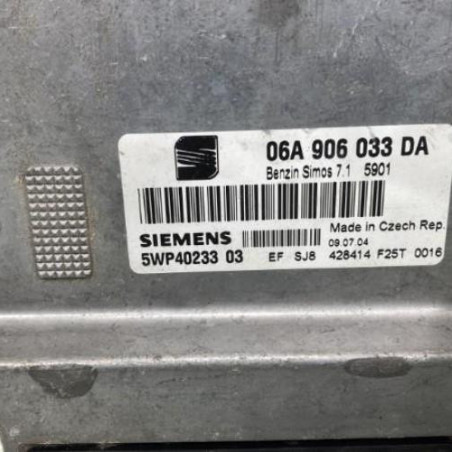 06A 906 033 DA
Benzin Simos 7.1 5901
SIEMENS
Made in Czech Rep.
09.07.04
5WP40233 03 EF SJ8 428414 F25T 0016